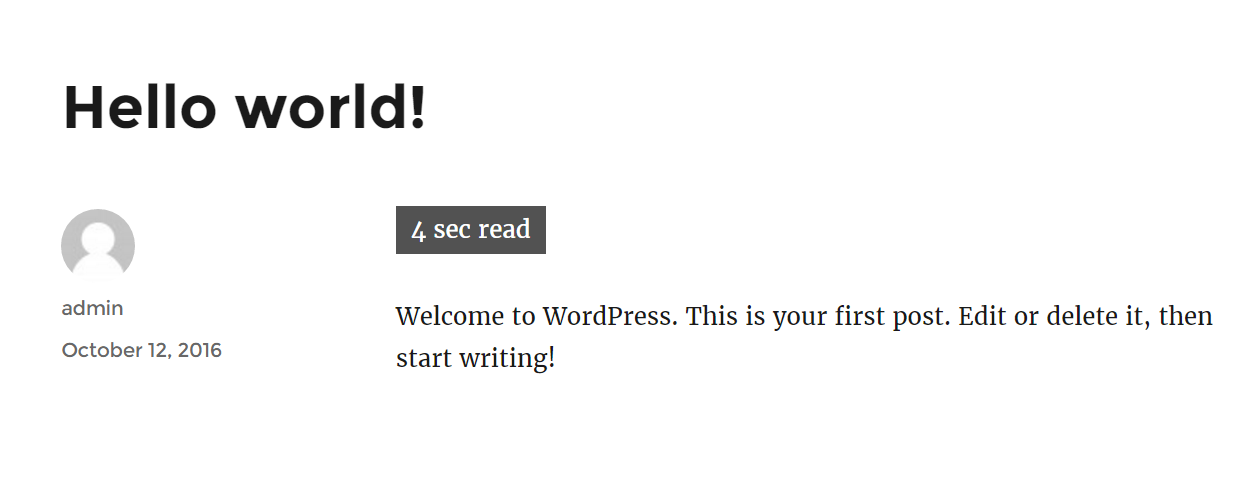 Hello world!
admin
October 12, 2016
4 sec read
Welcome to WordPress. This is your first post. Edit or delete it, then
start writing!